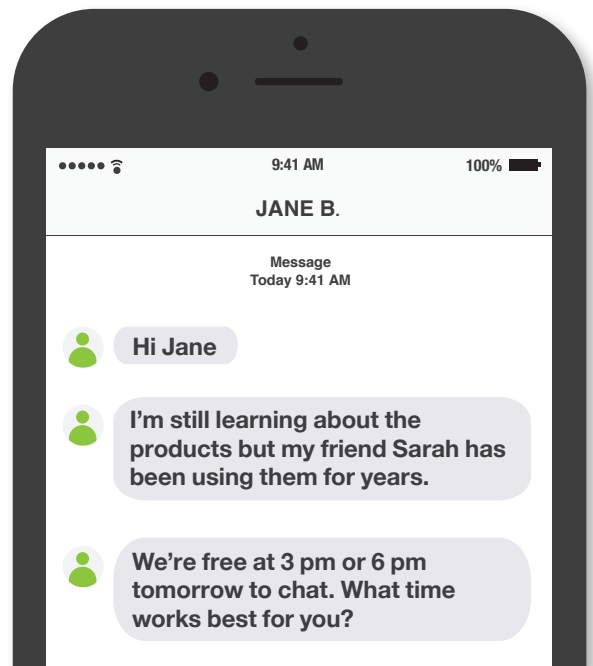 9:41 AM
100%
JANE B.
Message
Today 9:41 AM
Hi Jane
I’m still learning about the
products but my friend Sarah has
been using them for years.
We’re free at 3 pm or 6 pm
tomorrow to chat. What time
works best for you?